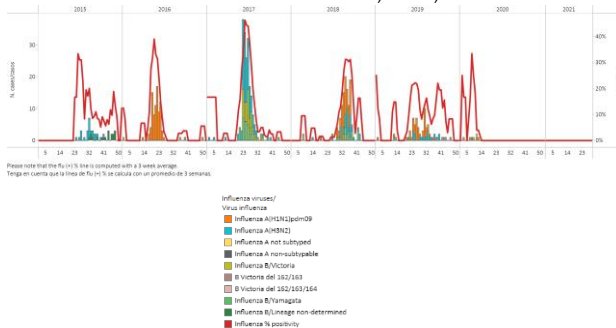 2015 2016 2017 2018 2019 2020 2021
N. cases/casos
30
20
10
0
40%
30%
20%
10%
0%
5 14 23 32 41 50 5 14 23 32 41 50 5 14 23 32 41 50 5 14 23 32 41 50 5 14 23 32 41 50 5 14 23 32 41 50 5 14 23
Please note that the flu (+) % line is computed with a 3 week average.
Tenga en cuenta que la línea de flu (+) % se calcula con un promedio de 3 semanas.
Influenza viruses/
Virus influenza
Influenza A(H1N1)pdm09
Influenza A(H3N2)
Influenza A not subtyped
Influenza A non-subtypable
Influenza B/Victoria
B Victoria del 162/163
B Victoria del 162/163/164
Influenza B/Yamagata
Influenza B/Lineage non-determined
Influenza % positivity